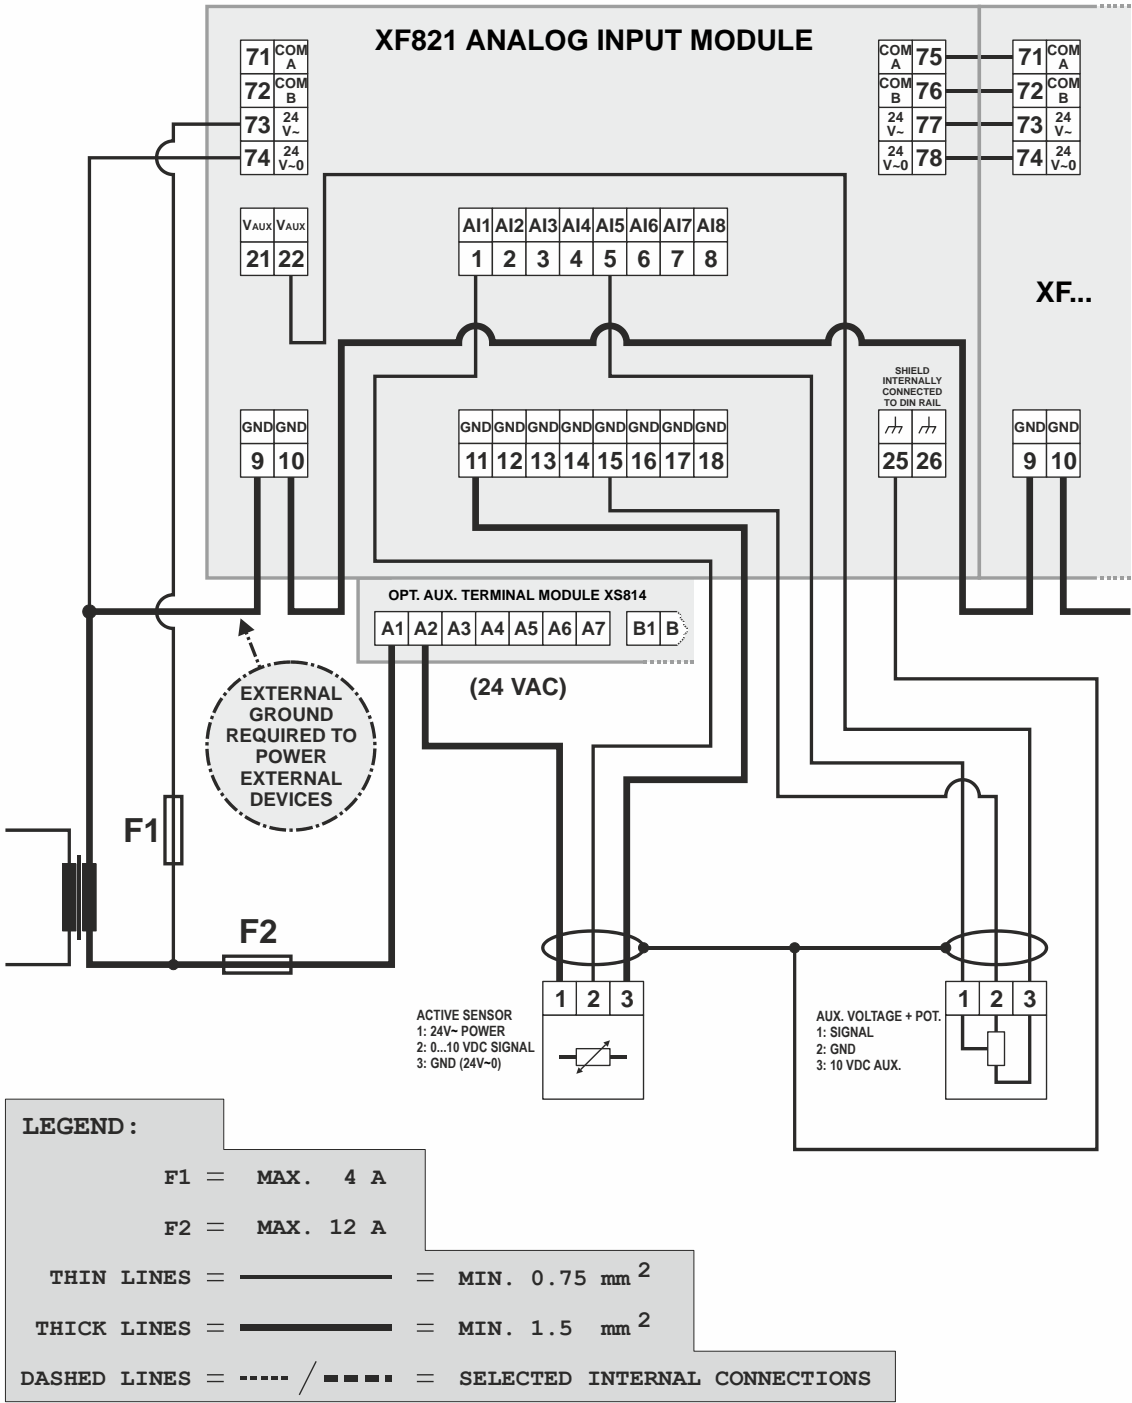 XF821 ANALOG INPUT MODULE
71 COM A
72 COM B
73 24 V~
74 24 V~0
COM A 75
COM B 76
24 V~ 77
24 V~0 78
71 COM A
72 COM B
73 24 V~
74 24 V~0
VAUX VAUX
21 22
AI1 AI2 AI3 AI4 AI5 AI6 AI7 AI8
1 2 3 4 5 6 7 8
XF...
SHIELD
INTERNALLY
CONNECTED
TO DIN RAIL
GND GND
9 10
GND GND GND GND GND GND GND GND
11 12 13 14 15 16 17 18
25 26
GND GND
9 10
OPT. AUX. TERMINAL MODULE XS814
A1 A2 A3 A4 A5 A6 A7 B1 B
(24 VAC)
EXTERNAL
GROUND
REQUIRED TO
POWER
EXTERNAL
DEVICES
F1
F2
1 2 3
ACTIVE SENSOR
1: 24V~ POWER
2: 0...10 VDC SIGNAL
3: GND (24V~0)
1 2 3
AUX. VOLTAGE + POT.
1: SIGNAL
2: GND
3: 10 VDC AUX.
LEGEND:
F1 = MAX. 4 A
F2 = MAX. 12 A
THIN LINES = = MIN. 0.75 mm 2
THICK LINES = = MIN. 1.5 mm 2
DASHED LINES = / = SELECTED INTERNAL CONNECTIONS